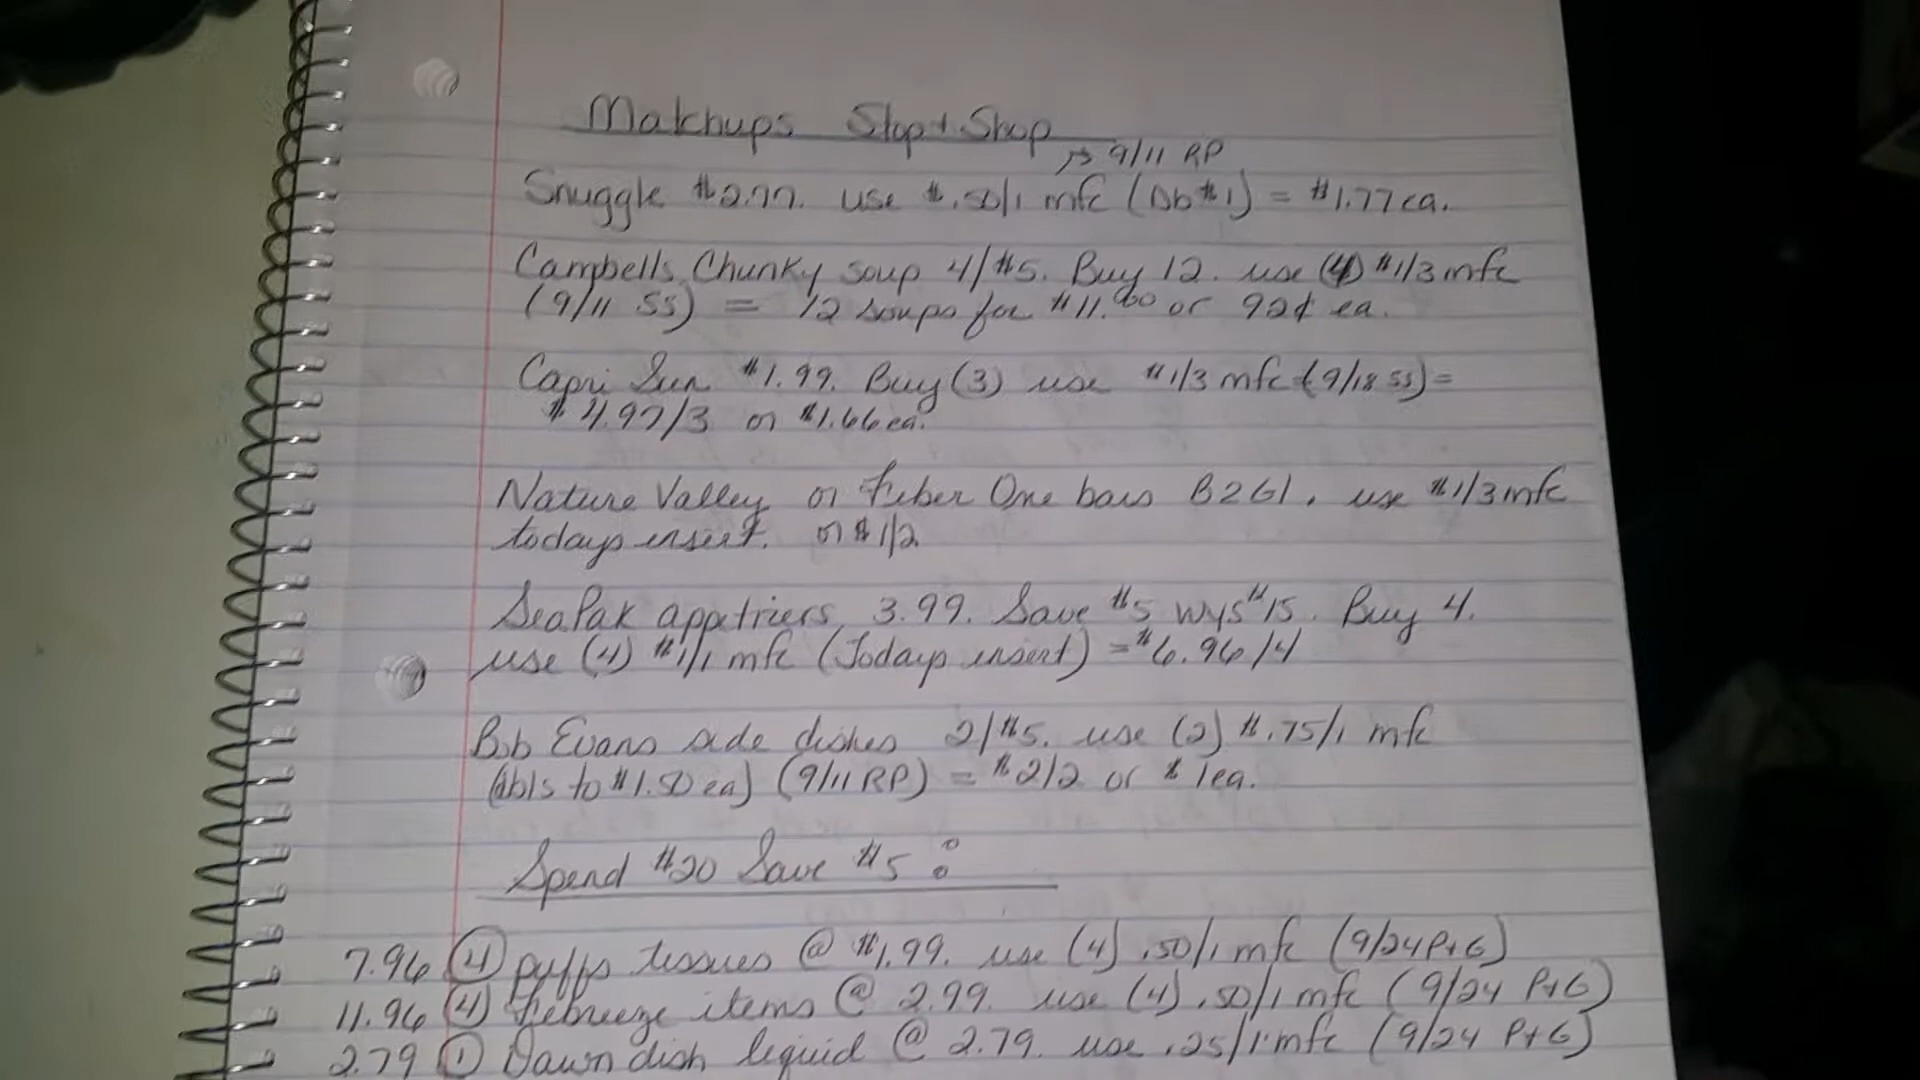 Matchups Stop + Shop
→ 9/11 RP
Snuggle $2.77. use $.50/1 mfc (Db $1) = $1.77 ea.
Campbells Chunky soup 4/$5. Buy 12. use (4) $1/3 mfc
(9/11 SS) = 12 soups for $11.00 or 92¢ ea.
Capri Sun $1.99. Buy (3) use $1/3 mfc (9/18 SS) =
$4.97/3 or $1.66 ea.
Nature Valley or Fiber One bars B2G1. use $1/3 mfc
todays insert. or $1/2
SeaPak appetizers 3.99. Save $5 wys $15. Buy 4.
use (4) $1/1 mfc (Todays insert) = $6.96/4
Bob Evans side dishes 2/$5. use (2) $.75/1 mfc
(dbls to $1.50 ea) (9/11 RP) = $2/2 or $1 ea.
Spend $20 Save $5 :
7.96 (4) puffs tissues @ $1.99. use (4) .50/1 mfc (9/24 P+G)
11.96 (4) febreeze items @ 2.99. use (4) .50/1 mfc (9/24 P+G)
2.79 (1) Dawn dish liquid @ 2.79. use .25/1 mfc (9/24 P+G)